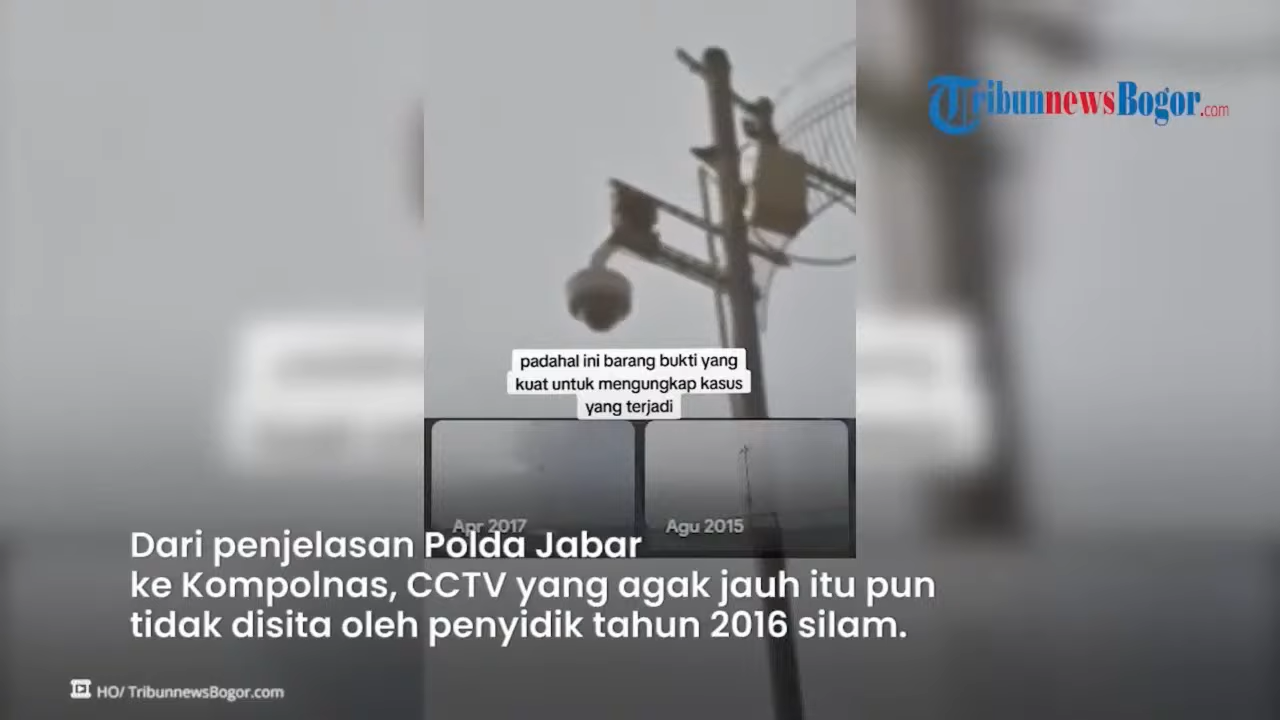 TribunnewsBogor.com
padahal ini barang bukti yang
kuat untuk mengungkap kasus
yang terjadi
Apr 2017
Agu 2015
Dari penjelasan Polda Jabar
ke Kompolnas, CCTV yang agak jauh itu pun
tidak disita oleh penyidik tahun 2016 silam.
HO/ TribunnewsBogor.com